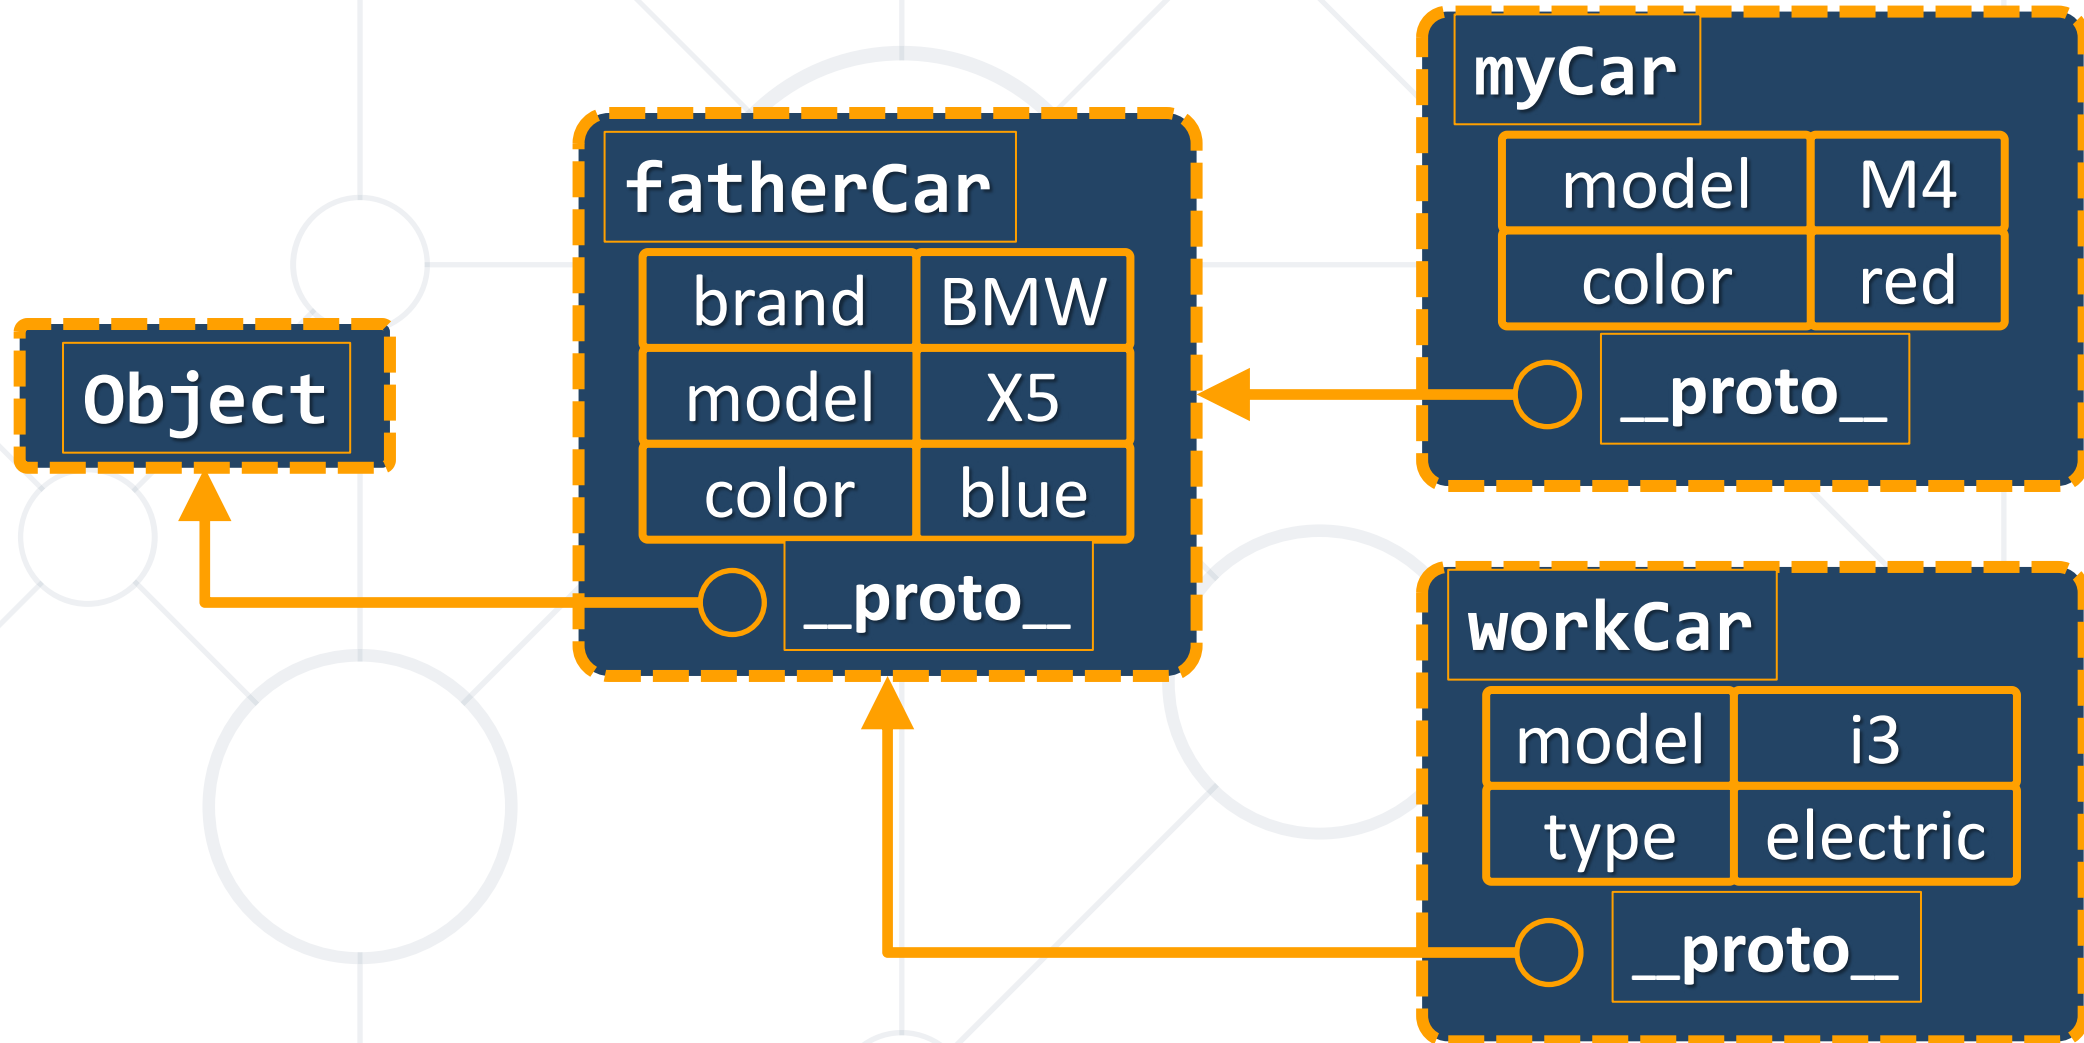 Object
fatherCar
brand BMW
model X5
color blue
__proto__
myCar
model M4
color red
__proto__
workCar
model i3
type electric
__proto__